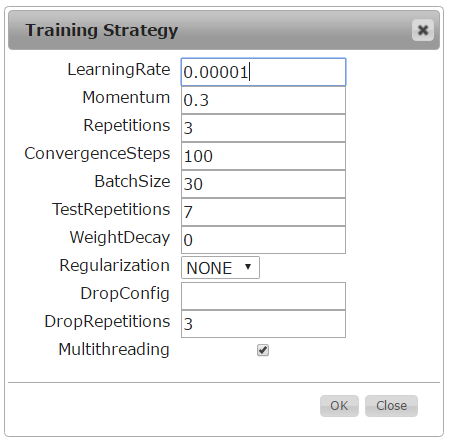 Training Strategy
LearningRate 0.00001
Momentum 0.3
Repetitions 3
ConvergenceSteps 100
BatchSize 30
TestRepetitions 7
WeightDecay 0
Regularization NONE
DropConfig
DropRepetitions 3
Multithreading
OK Close